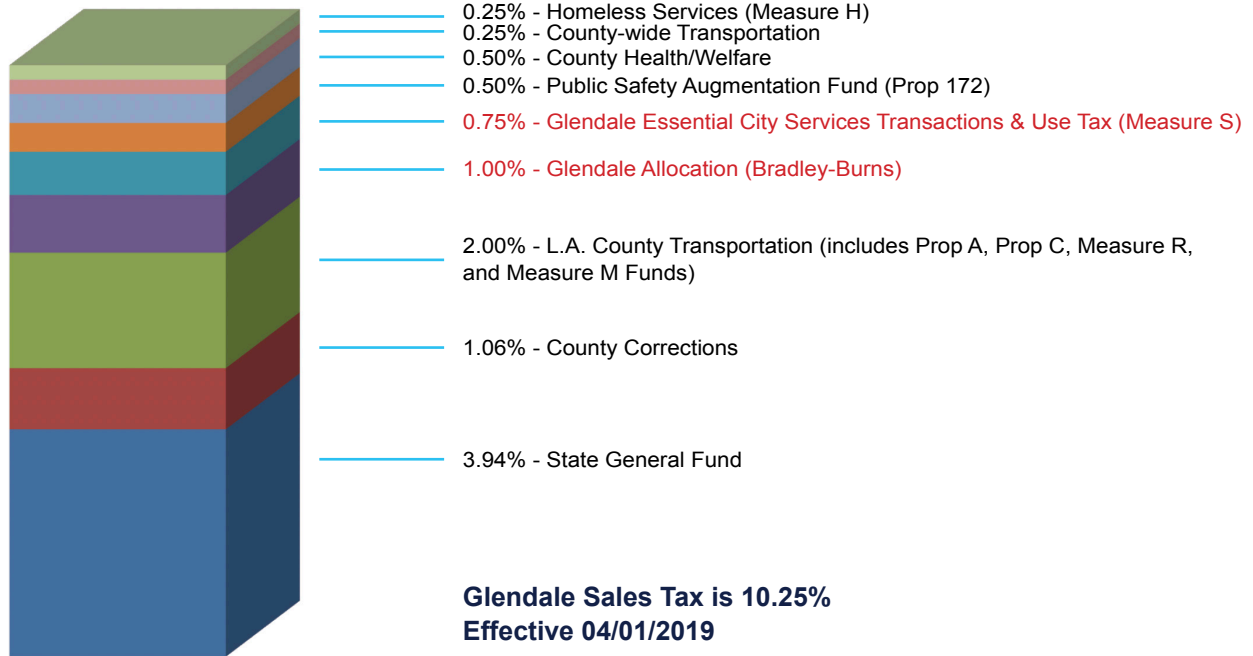 0.25% - Homeless Services (Measure H)
0.25% - County-wide Transportation
0.50% - County Health/Welfare
0.50% - Public Safety Augmentation Fund (Prop 172)
0.75% - Glendale Essential City Services Transactions & Use Tax (Measure S)
1.00% - Glendale Allocation (Bradley-Burns)
2.00% - L.A. County Transportation (includes Prop A, Prop C, Measure R,
and Measure M Funds)
1.06% - County Corrections
3.94% - State General Fund
Glendale Sales Tax is 10.25%
Effective 04/01/2019